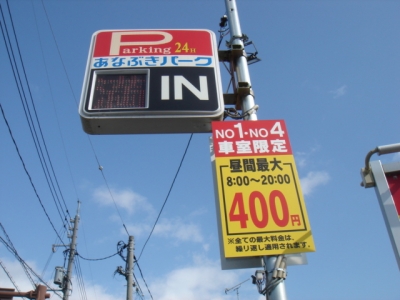 Parking 24H
あなぶきパーク
IN
NO1・NO4
車室限定
昼間最大
8:00～20:00
400円
※全ての最大料金は、
繰り返し適用されます。